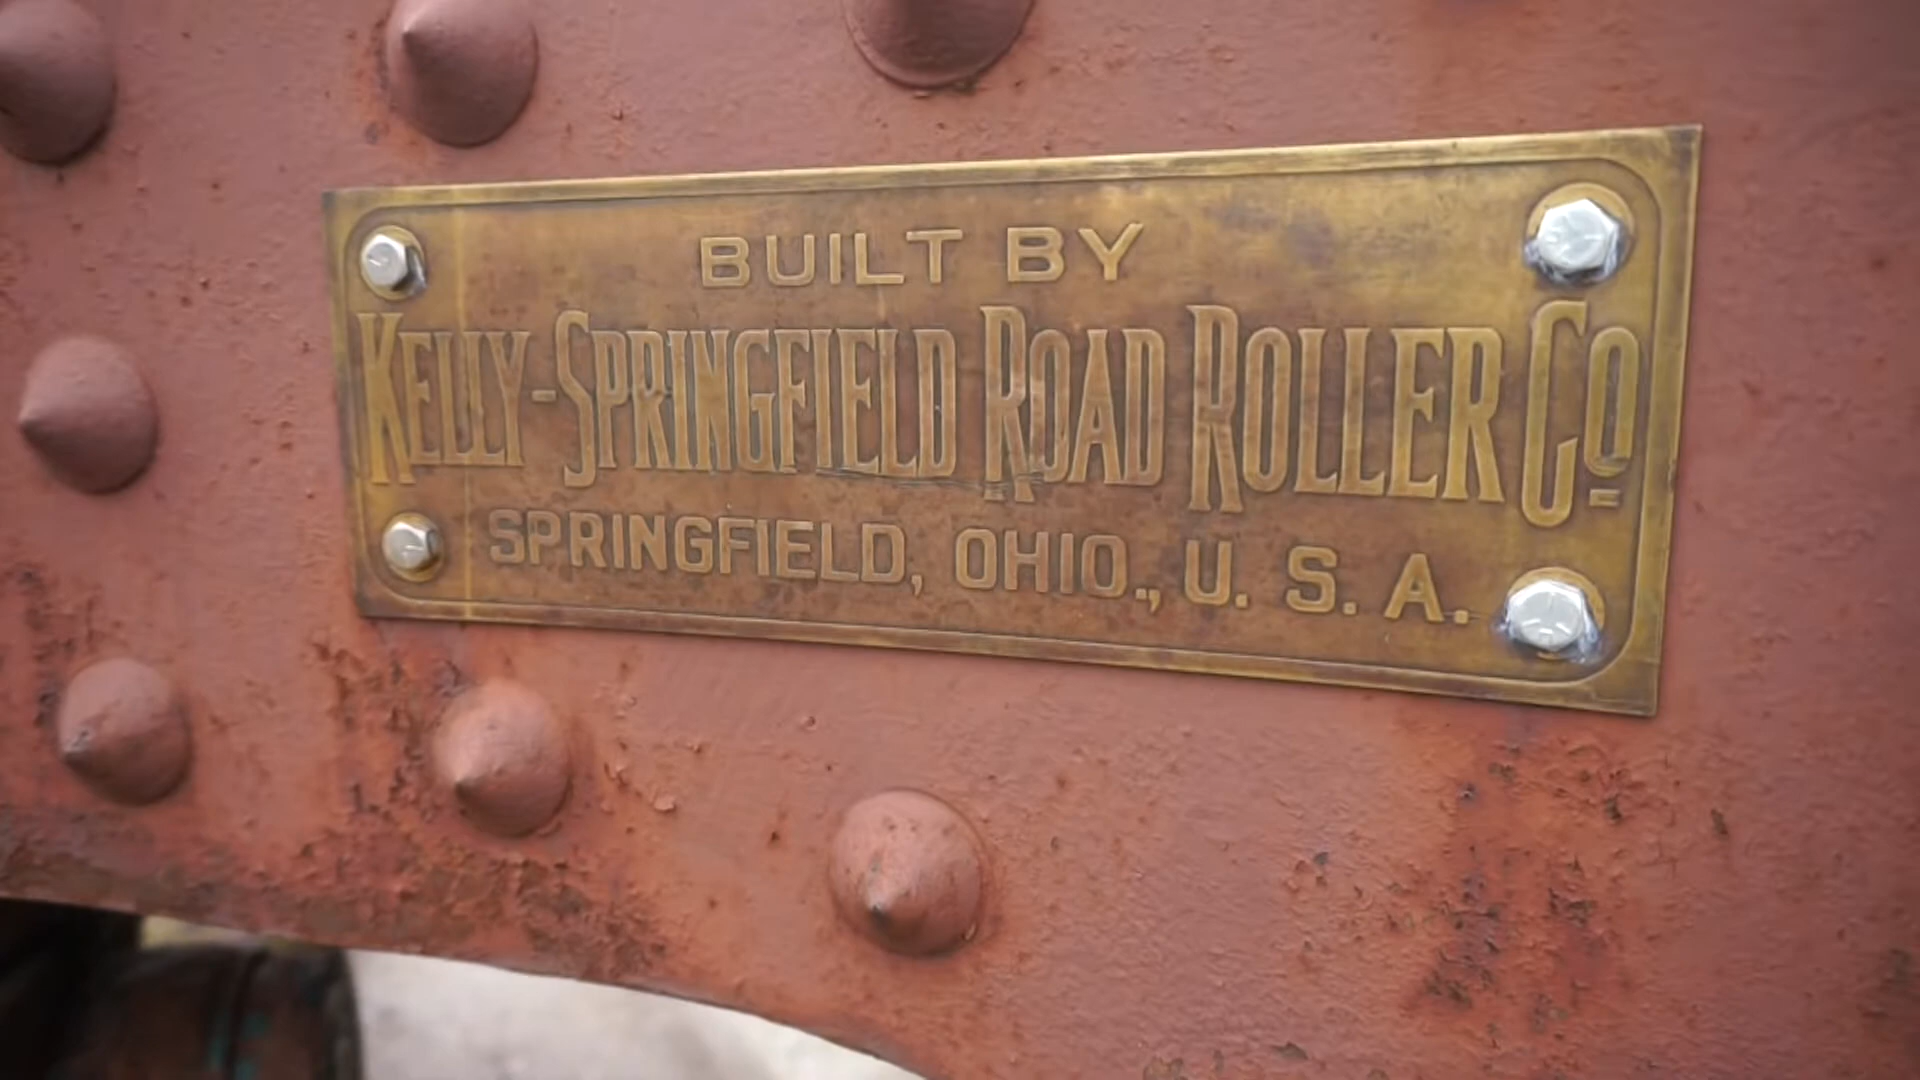 BUILT BY
KELLY-SPRINGFIELD ROAD ROLLER CO
SPRINGFIELD, OHIO., U. S. A.